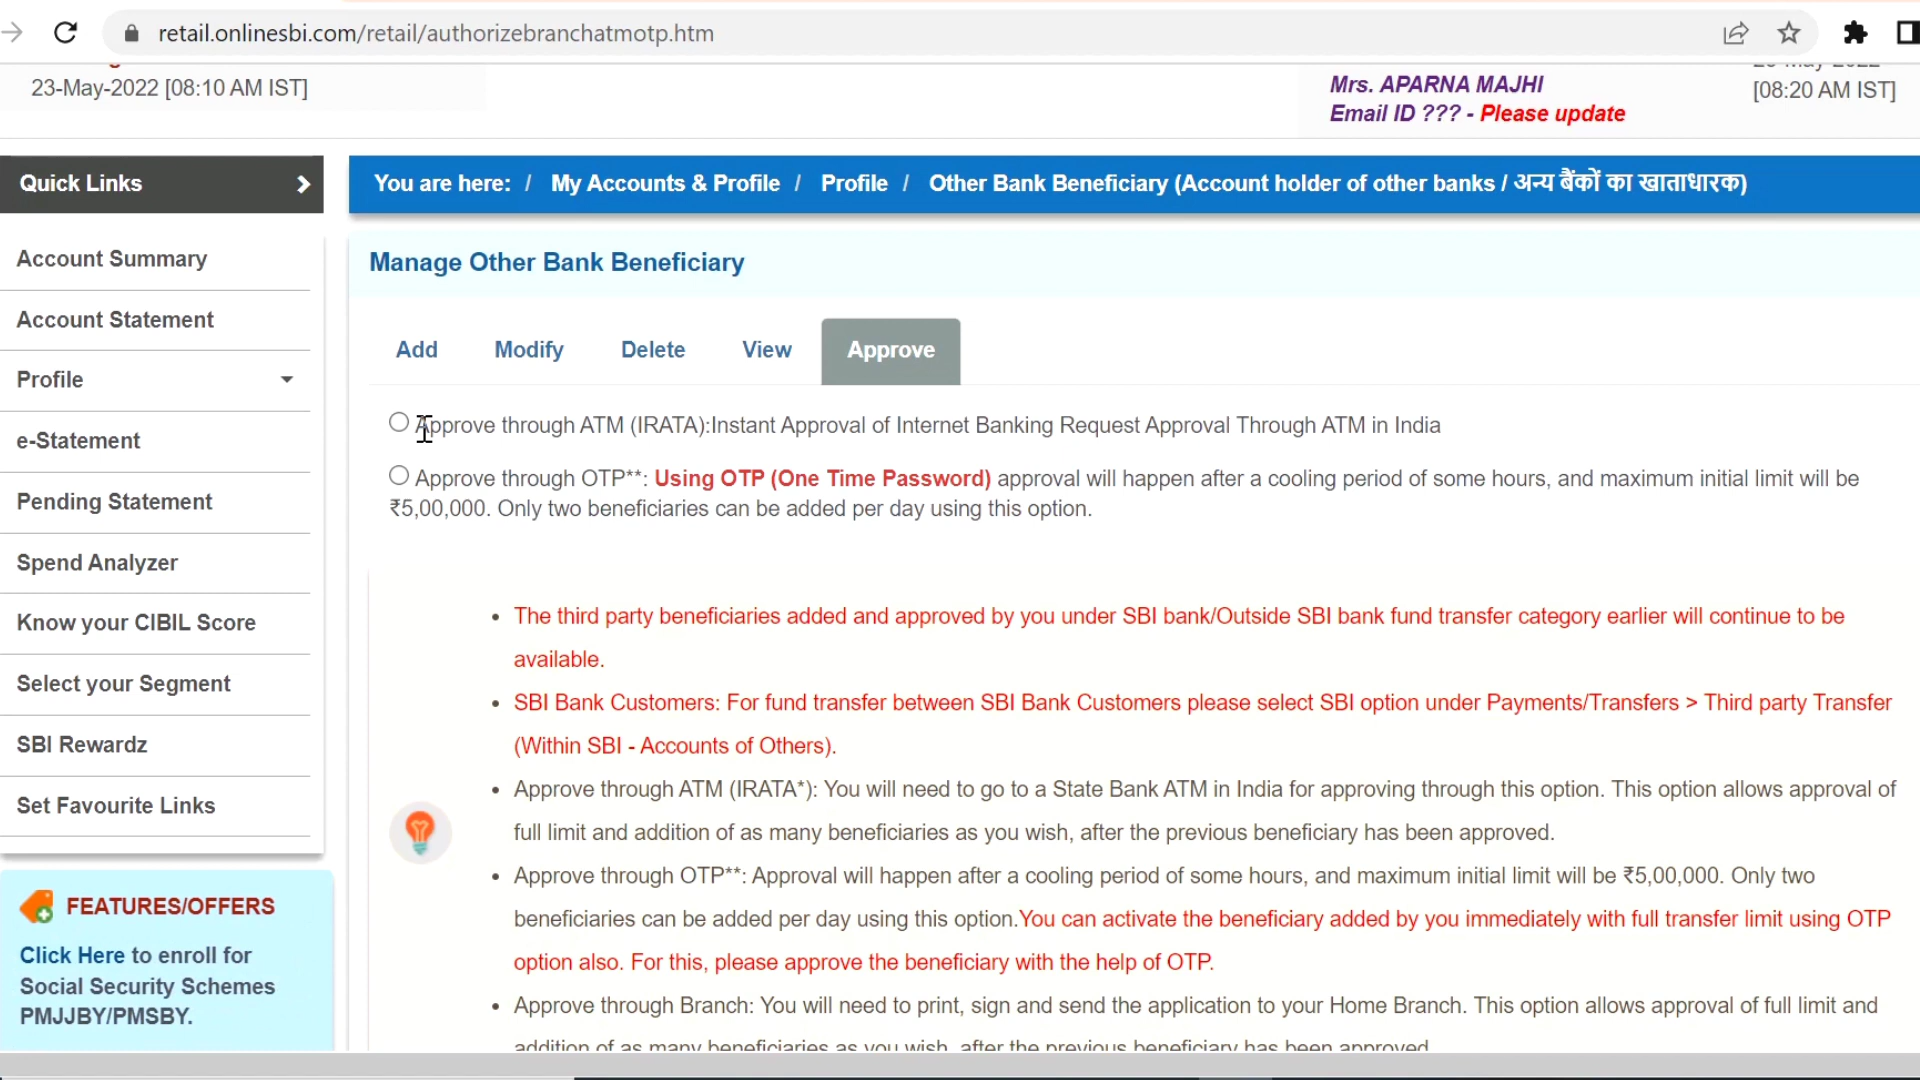 retail.onlinesbi.com/retail/authorizebranchatmotp.htm
23-May-2022 [08:10 AM IST]
Mrs. APARNA MAJHI
Email ID ??? - Please update
[08:20 AM IST]
Quick Links
You are here: / My Accounts & Profile / Profile / Other Bank Beneficiary (Account holder of other banks / अन्य बैंकों का खाताधारक)
Account Summary
Account Statement
Profile
e-Statement
Pending Statement
Spend Analyzer
Know your CIBIL Score
Select your Segment
SBI Rewardz
Set Favourite Links
FEATURES/OFFERS
Click Here to enroll for
Social Security Schemes
PMJJBY/PMSBY.
Manage Other Bank Beneficiary
Add Modify Delete View Approve
Approve through ATM (IRATA):Instant Approval of Internet Banking Request Approval Through ATM in India
Approve through OTP**: Using OTP (One Time Password) approval will happen after a cooling period of some hours, and maximum initial limit will be
₹5,00,000. Only two beneficiaries can be added per day using this option.
• The third party beneficiaries added and approved by you under SBI bank/Outside SBI bank fund transfer category earlier will continue to be
available.
• SBI Bank Customers: For fund transfer between SBI Bank Customers please select SBI option under Payments/Transfers > Third party Transfer
(Within SBI - Accounts of Others).
• Approve through ATM (IRATA*): You will need to go to a State Bank ATM in India for approving through this option. This option allows approval of
full limit and addition of as many beneficiaries as you wish, after the previous beneficiary has been approved.
• Approve through OTP**: Approval will happen after a cooling period of some hours, and maximum initial limit will be ₹5,00,000. Only two
beneficiaries can be added per day using this option.You can activate the beneficiary added by you immediately with full transfer limit using OTP
option also. For this, please approve the beneficiary with the help of OTP.
• Approve through Branch: You will need to print, sign and send the application to your Home Branch. This option allows approval of full limit and
addition of as many beneficiaries as you wish, after the previous beneficiary has been approved.